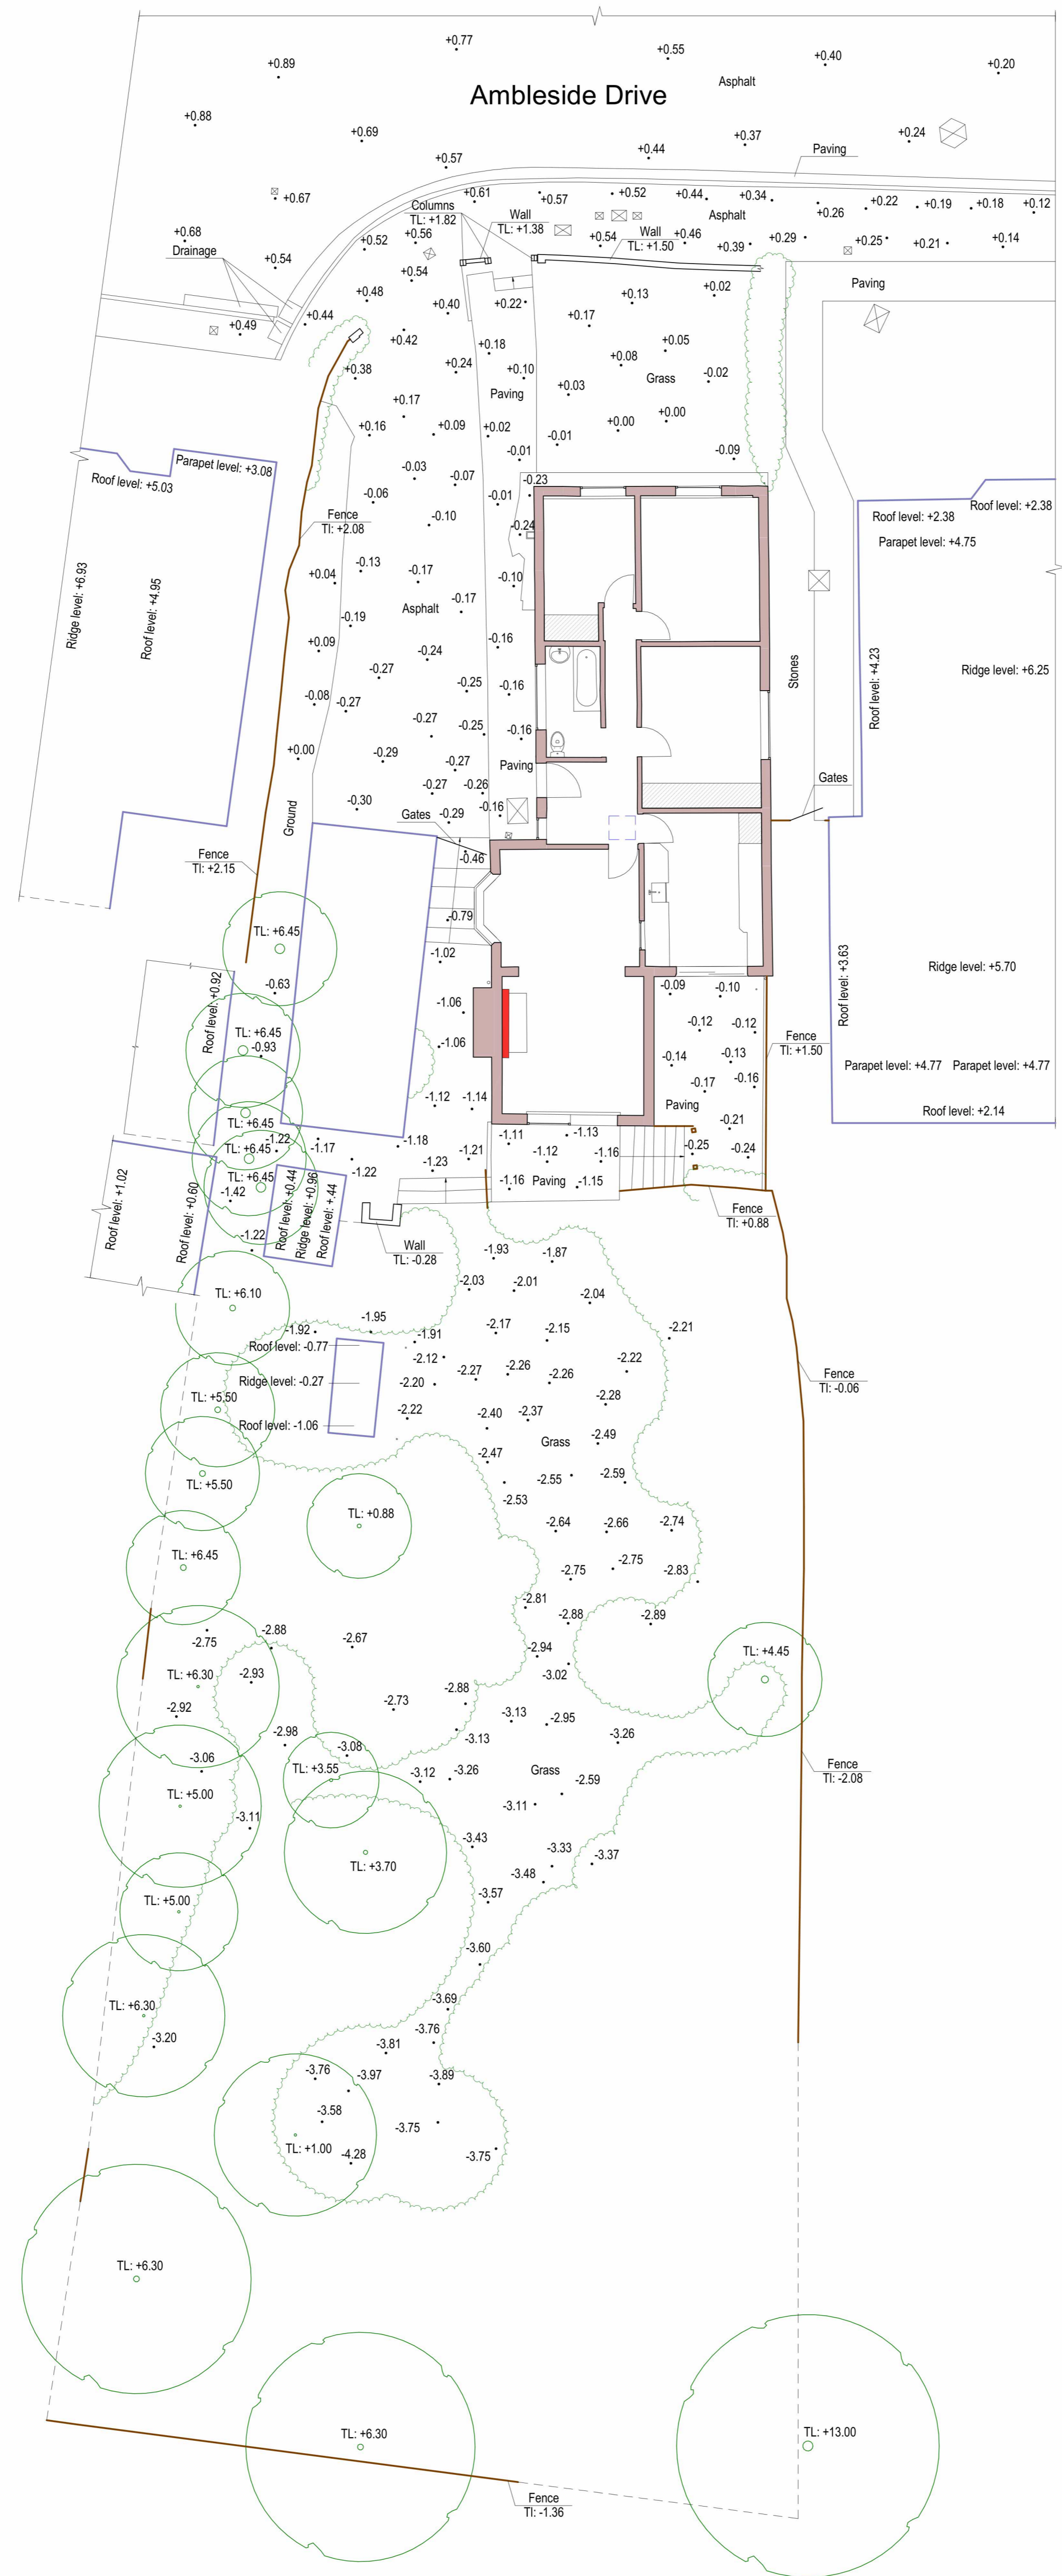 +0.77
+0.55
+0.40
+0.20
+0.89
Asphalt
Ambleside Drive
+0.88
+0.69
+0.37
+0.24
+0.57
+0.44
Paving
+0.67
+0.61
+0.57
+0.52
+0.44
+0.34
+0.26
+0.22
+0.19
+0.18
+0.12
Columns
TL: +1.82
Wall
TL: +1.38
Asphalt
Wall
TL: +1.50
+0.68
Drainage
+0.54
+0.52
+0.56
+0.54
+0.54
+0.46
+0.39
+0.29
+0.25
+0.21
+0.14
+0.48
+0.40
+0.22
+0.13
+0.02
Paving
+0.49
+0.44
+0.42
+0.17
+0.18
+0.24
+0.10
+0.08
+0.05
+0.38
Grass
-0.02
Paving
+0.03
+0.17
+0.16
+0.09
+0.02
-0.01
-0.01
+0.00
+0.00
-0.09
Parapet level: +3.08
Roof level: +5.03
-0.03
-0.07
-0.06
-0.01
-0.23
Roof level: +2.38
Roof level: +2.38
Fence
Tl: +2.08
-0.10
-0.24
Parapet level: +4.75
Ridge level: +6.93
Roof level: +4.95
+0.04
-0.13
-0.17
-0.10
Asphalt
-0.17
-0.19
+0.09
-0.24
-0.16
Stones
Roof level: +4.23
Ridge level: +6.25
-0.27
-0.25
-0.16
-0.08
-0.27
-0.27
-0.25
-0.16
+0.00
-0.29
-0.27
Paving
-0.27
-0.26
Gates
-0.30
-0.29
-0.16
Ground
Gates
-0.46
Fence
Tl: +2.15
-0.79
TL: +6.45
-1.02
Roof level: +3.63
Ridge level: +5.70
-0.63
-0.09
-0.10
Roof level: +0.92
TL: +6.45
-0.93
-1.06
-1.06
-0.12
-0.12
Fence
Tl: +1.50
-0.14
-0.13
Parapet level: +4.77
Parapet level: +4.77
-0.17
-0.16
-1.12
-1.14
Paving
Roof level: +2.14
TL: +6.45
-1.22
-1.17
-1.18
-1.11
-1.13
-0.21
TL: +6.45
-1.22
-1.23
-1.21
-1.12
-1.16
-0.25
-0.24
TL: +6.45
-1.42
-1.16
Paving
-1.15
Roof level: +1.02
Roof level: +0.60
Roof level: +0.44
Ridge level: +0.96
Roof level: +.44
Fence
Tl: +0.88
-1.22
Wall
TL: -0.28
-1.93
-1.87
TL: +6.10
-2.03
-2.01
-2.04
-1.92
-1.95
-1.91
-2.17
-2.15
-2.21
Roof level: -0.77
-2.12
-2.27
-2.26
-2.26
-2.22
Ridge level: -0.27
-2.20
Fence
Tl: -0.06
TL: +5.50
-2.22
-2.40
-2.37
-2.28
Roof level: -1.06
Grass
-2.49
-2.47
TL: +5.50
-2.55
-2.59
-2.53
TL: +0.88
-2.64
-2.66
-2.74
TL: +6.45
-2.75
-2.75
-2.83
-2.81
-2.88
-2.89
-2.75
-2.88
-2.67
-2.94
TL: +4.45
TL: +6.30
-2.93
-3.02
-2.92
-2.73
-2.88
-3.13
-2.95
-2.98
-3.13
-3.26
-3.06
-3.08
TL: +3.55
-3.12
-3.26
Grass
-2.59
Fence
Tl: -2.08
TL: +5.00
-3.11
-3.11
-3.43
-3.33
-3.37
TL: +3.70
-3.48
TL: +5.00
-3.57
-3.60
TL: +6.30
-3.69
-3.20
-3.76
-3.81
-3.76
-3.97
-3.89
-3.58
-3.75
TL: +1.00
-4.28
-3.75
TL: +6.30
TL: +6.30
TL: +13.00
Fence
Tl: -1.36